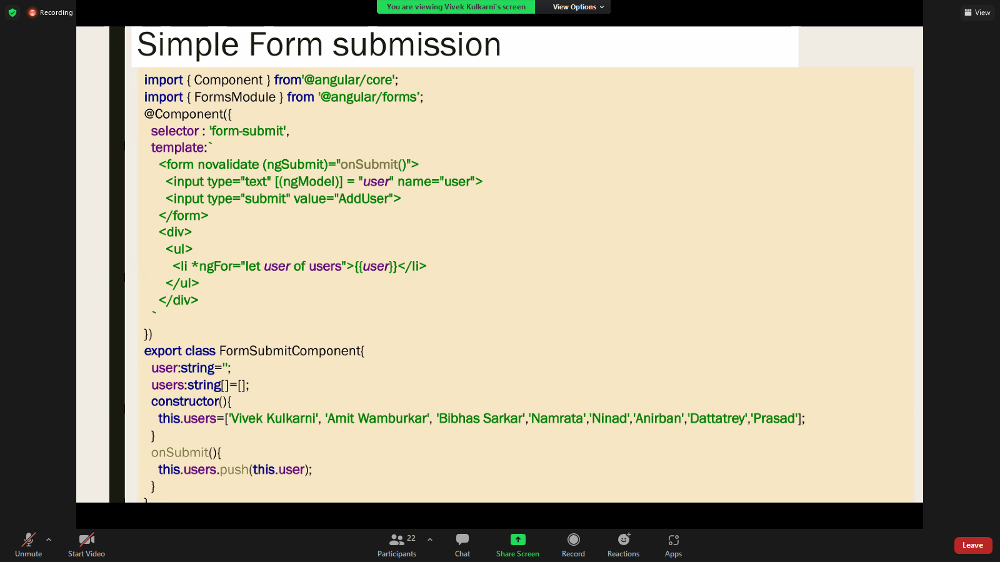 Recording
You are viewing Vivek Kulkarni's screen
View Options
View
Simple Form submission
import { Component } from'@angular/core';
import { FormsModule } from '@angular/forms’;
@Component({
selector : 'form-submit',
template:`
<form novalidate (ngSubmit)="onSubmit()">
<input type="text" [(ngModel)] = "user" name="user">
<input type="submit" value="AddUser">
</form>
<div>
<ul>
<li *ngFor="let user of users">{{user}}</li>
</ul>
</div>
`
})
export class FormSubmitComponent{
user:string='';
users:string[]=[];
constructor(){
this.users=['Vivek Kulkarni', 'Amit Wamburkar', 'Bibhas Sarkar','Namrata','Ninad','Anirban','Dattatrey','Prasad'];
}
onSubmit(){
this.users.push(this.user);
}
}
Unmute
Start Video
22
Participants
Chat
Share Screen
Record
Reactions
Apps
Leave